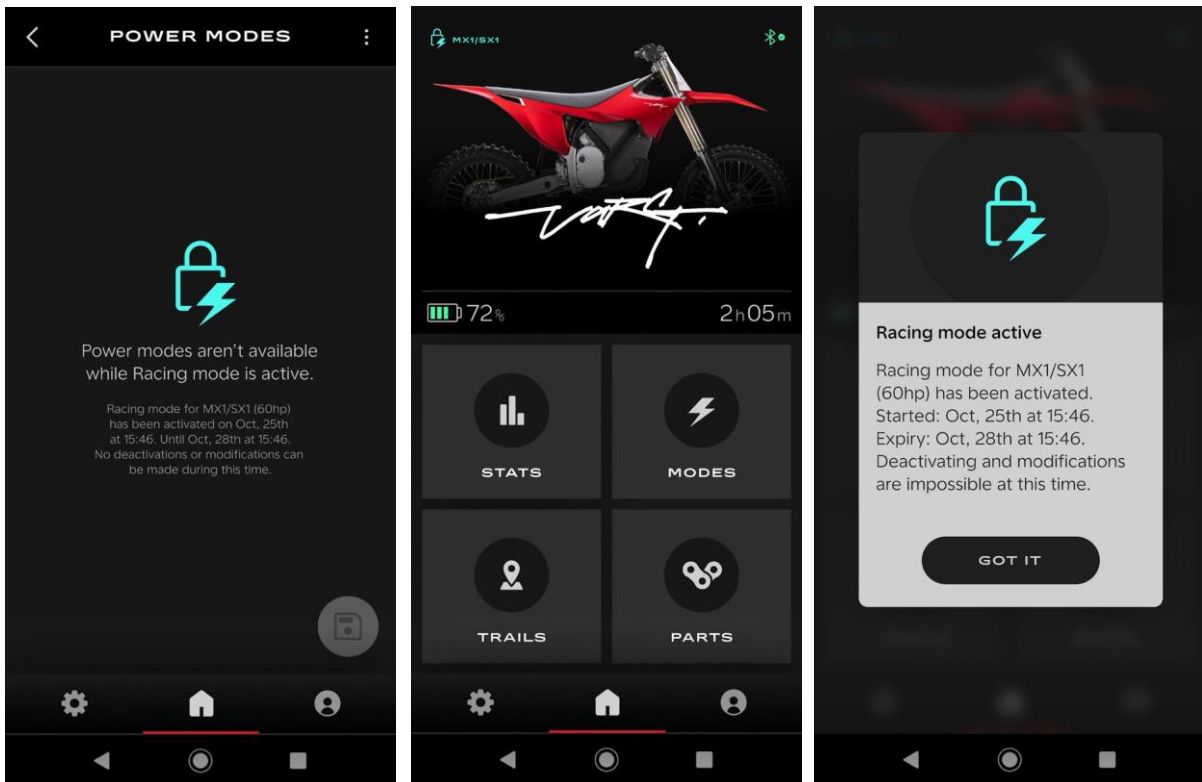 POWER MODES
Power modes aren't available
while Racing mode is active.
Racing mode for MX1/SX1 (60hp)
has been activated on Oct, 25th
at 15:46. Until Oct, 28th at 15:46.
No deactivations or modifications can
be made during this time.
MX1/SX1
VARG.
72%
2h05m
STATS
MODES
TRAILS
PARTS
Racing mode active
Racing mode for MX1/SX1
(60hp) has been activated.
Started: Oct, 25th at 15:46.
Expiry: Oct, 28th at 15:46.
Deactivating and modifications
are impossible at this time.
GOT IT